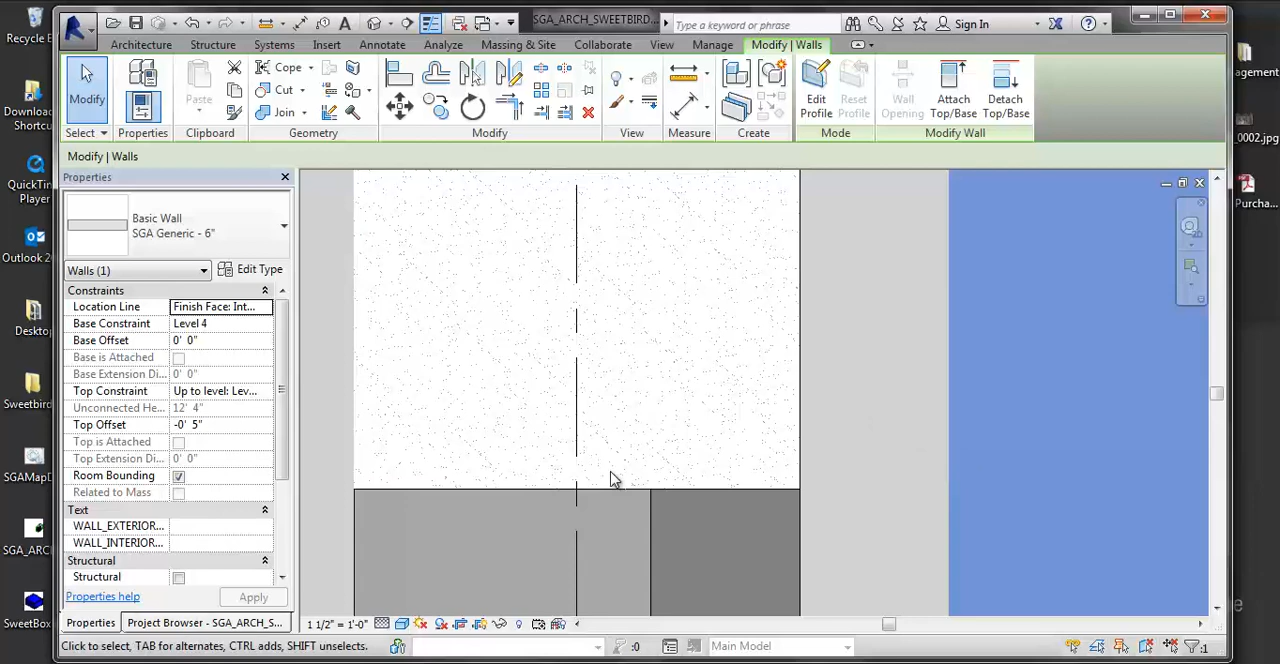 Recycle E
SGA_ARCH_SWEETBIRD...
Type a keyword or phrase
Sign In
Architecture Structure Systems Insert Annotate Analyze Massing & Site Collaborate View Manage Modify | Walls
Download
Shortcu
QuickTin
Player
Outlook 20
Desktop
Sweetbird
SGAMapD
SGA_ARCH
SweetBox
agement
_0002.jpg
Purcha...
Modify
Properties
Paste
Cope
Cut
Join
Edit
Profile
Reset
Profile
Wall
Opening
Attach
Top/Base
Detach
Top/Base
Select Properties Clipboard Geometry Modify View Measure Create Mode Modify Wall
Modify | Walls
Properties
Basic Wall
SGA Generic - 6"
Walls (1) Edit Type
Constraints
Location Line Finish Face: Int...
Base Constraint Level 4
Base Offset 0' 0"
Base is Attached
Base Extension Di... 0' 0"
Top Constraint Up to level: Lev...
Unconnected He... 12' 4"
Top Offset -0' 5"
Top is Attached
Top Extension Di... 0' 0"
Room Bounding
Related to Mass
Text
WALL_EXTERIOR...
WALL_INTERIOR...
Structural
Structural
Properties help Apply
Properties Project Browser - SGA_ARCH_S...
1 1/2" = 1'-0"
Click to select, TAB for alternates, CTRL adds, SHIFT unselects.
:0
Main Model
:1